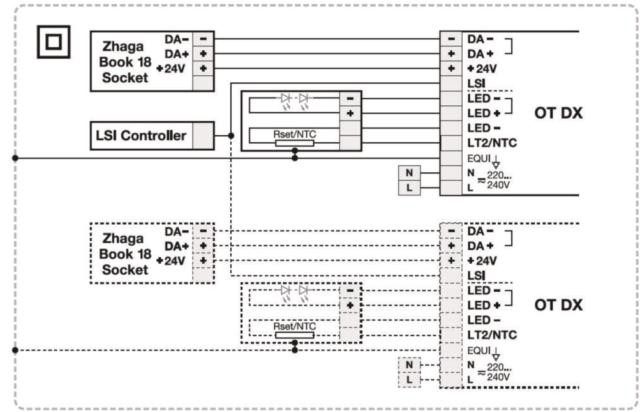 Zhaga
Book 18
Socket
DA− −
DA+ +
+24V +
LSI Controller
−
+
Rset/NTC
− DA−
+ DA+
+ +24V
LSI
LED −
LED +
LED −
LT2/NTC
EQUI
N N
L L
220...
240V
OT DX
Zhaga
Book 18
Socket
DA− −
DA+ +
+24V +
−
+
Rset/NTC
− DA−
+ DA+
+ +24V
LSI
LED −
LED +
LED −
LT2/NTC
EQUI
N N
L L
220...
240V
OT DX